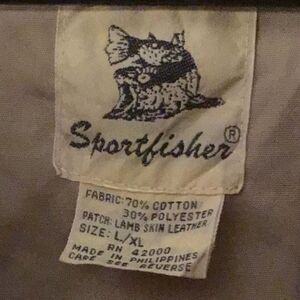 Sportfisher®
FABRIC: 70% COTTON
30% POLYESTER
PATCH: LAMB SKIN LEATHER
SIZE: L/XL
RN 42000
MADE IN PHILIPPINES
CARE SEE REVERSE